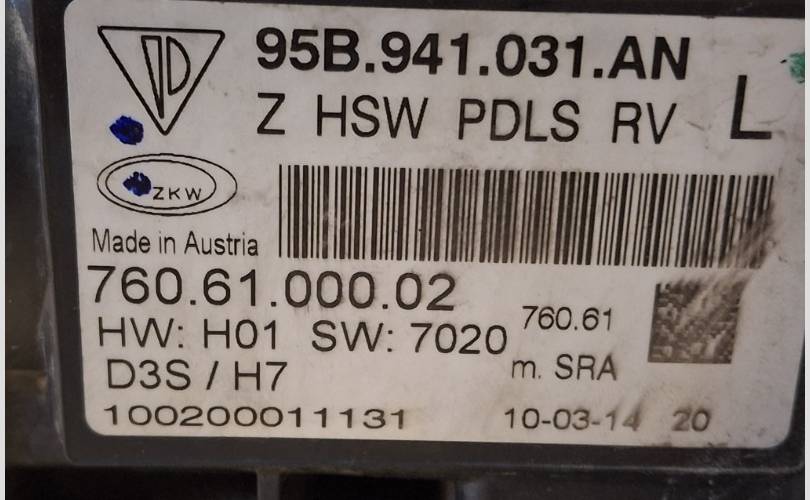 95B.941.031.AN
Z HSW PDLS RV L
ZKW
Made in Austria
760.61.000.02
760.61
HW: H01 SW: 7020
m. SRA
D3S / H7
100200011131 10-03-14 20